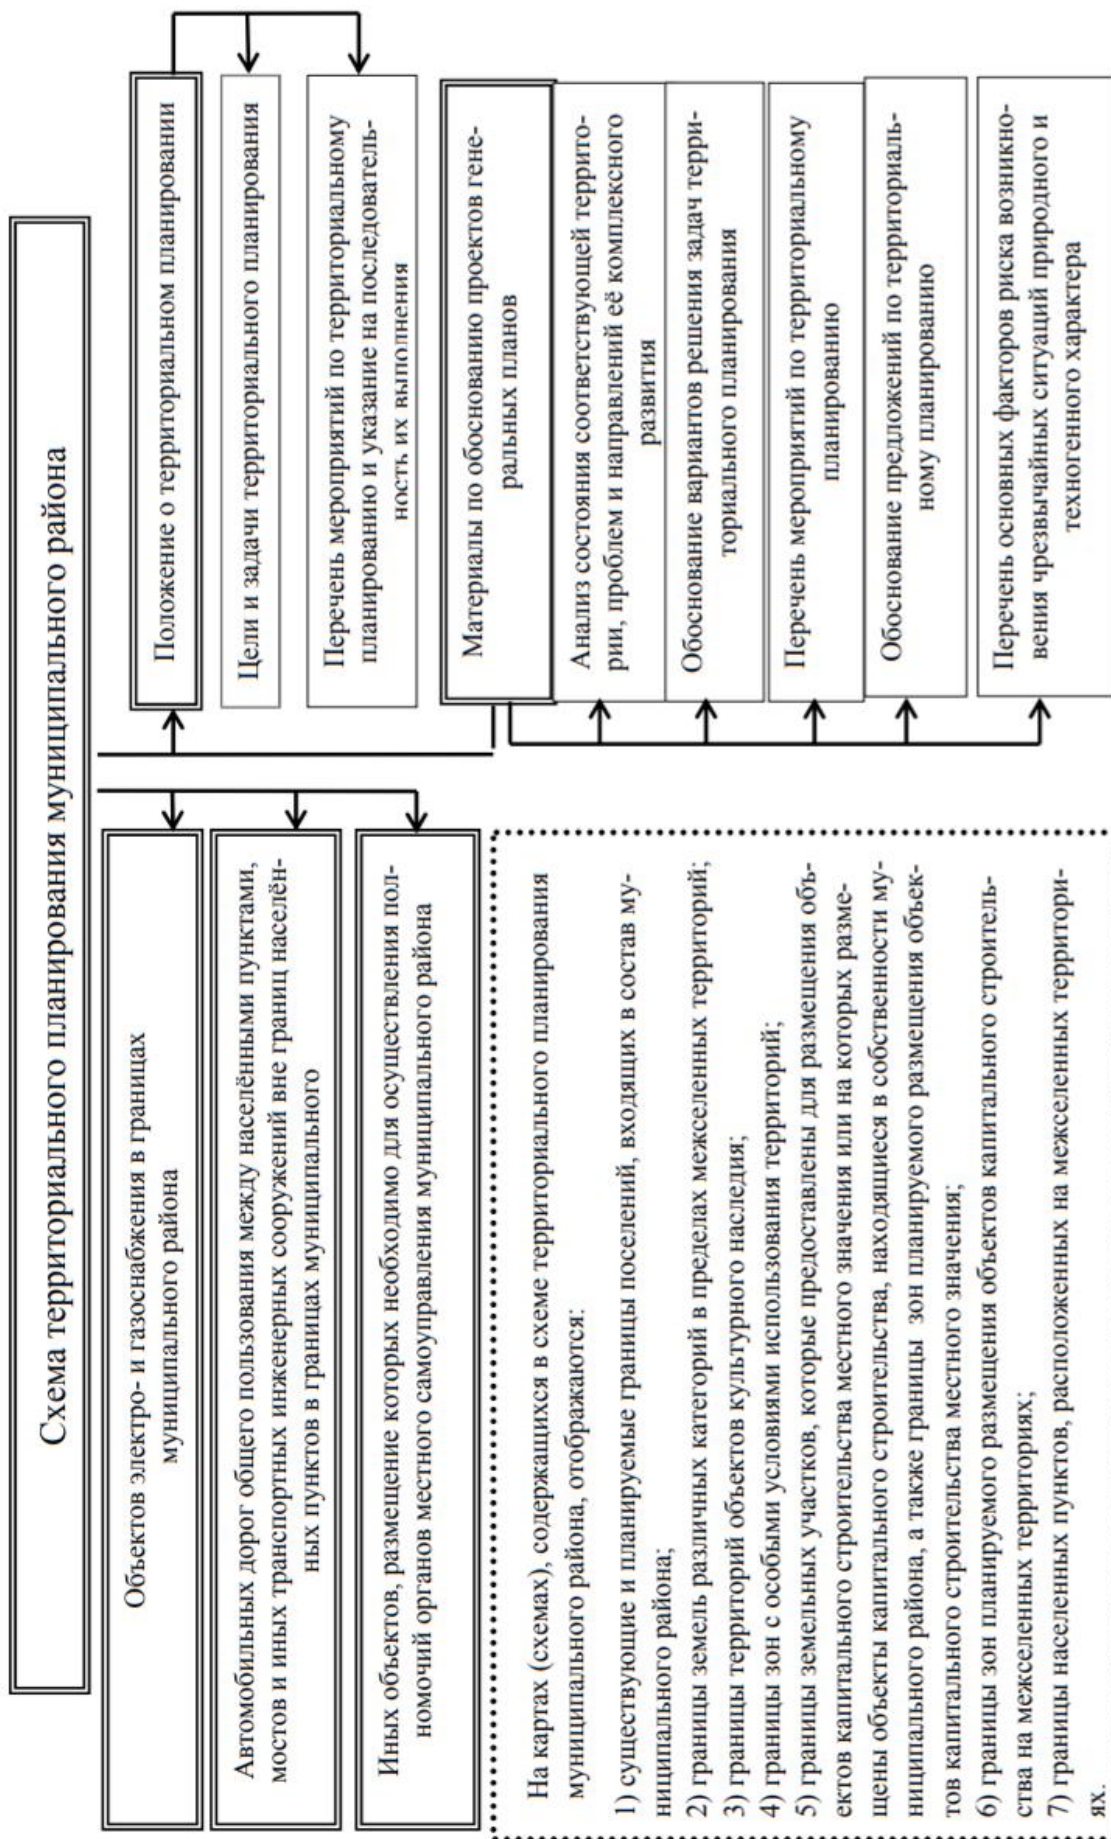 Схема территориального планирования муниципального района
Объектов электро- и газоснабжения в границах
муниципального района
Автомобильных дорог общего пользования между населёнными пунктами,
мостов и иных транспортных инженерных сооружений вне границ населён-
ных пунктов в границах муниципального
Иных объектов, размещение которых необходимо для осуществления пол-
номочий органов местного самоуправления муниципального района
На картах (схемах), содержащихся в схеме территориального планирования
муниципального района, отображаются:
1) существующие и планируемые границы поселений, входящих в состав му-
ниципального района;
2) границы земель различных категорий в пределах межселенных территорий;
3) границы территорий объектов культурного наследия;
4) границы зон с особыми условиями использования территорий;
5) границы земельных участков, которые предоставлены для размещения объ-
ектов капитального строительства местного значения или на которых разме-
щены объекты капитального строительства, находящиеся в собственности му-
ниципального района, а также границы зон планируемого размещения объек-
тов капитального строительства местного значения;
6) границы зон планируемого размещения объектов капитального строитель-
ства на межселенных территориях;
7) границы населенных пунктов, расположенных на межселенных территори-
ях.
Положение о территориальном планировании
Цели и задачи территориального планирования
Перечень мероприятий по территориальному
планированию и указание на последователь-
ность их выполнения
Материалы по обоснованию проектов гене-
ральных планов
Анализ состояния соответствующей террито-
рии, проблем и направлений её комплексного
развития
Обоснование вариантов решения задач терри-
ториального планирования
Перечень мероприятий по территориальному
планированию
Обоснование предложений по территориаль-
ному планированию
Перечень основных факторов риска возникно-
вения чрезвычайных ситуаций природного и
техногенного характера